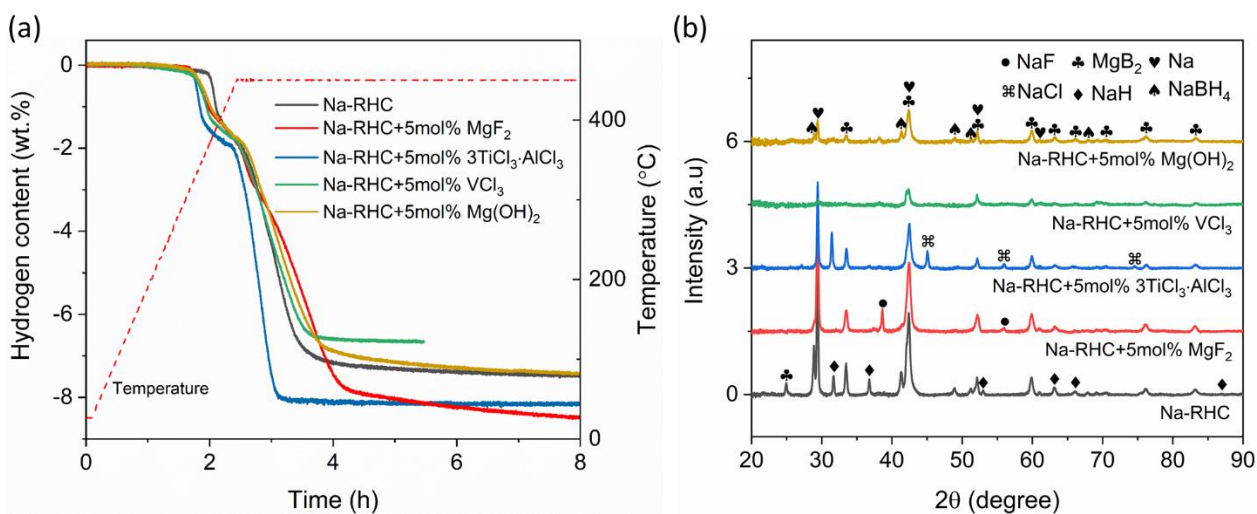 (a)
0
-2
-4
-6
-8
Hydrogen content (wt.%)
0 2 4 6 8
Time (h)
400
200
0
Temperature (°C)
Na-RHC
Na-RHC+5mol% MgF₂
Na-RHC+5mol% 3TiCl₃·AlCl₃
Na-RHC+5mol% VCl₃
Na-RHC+5mol% Mg(OH)₂
Temperature
(b)
● NaF ♣ MgB₂ ♥ Na
⌘ NaCl ♦ NaH ♠ NaBH₄
6
3
0
Intensity (a.u)
Na-RHC+5mol% Mg(OH)₂
Na-RHC+5mol% VCl₃
Na-RHC+5mol% 3TiCl₃·AlCl₃
Na-RHC+5mol% MgF₂
Na-RHC
20 30 40 50 60 70 80 90
2θ (degree)